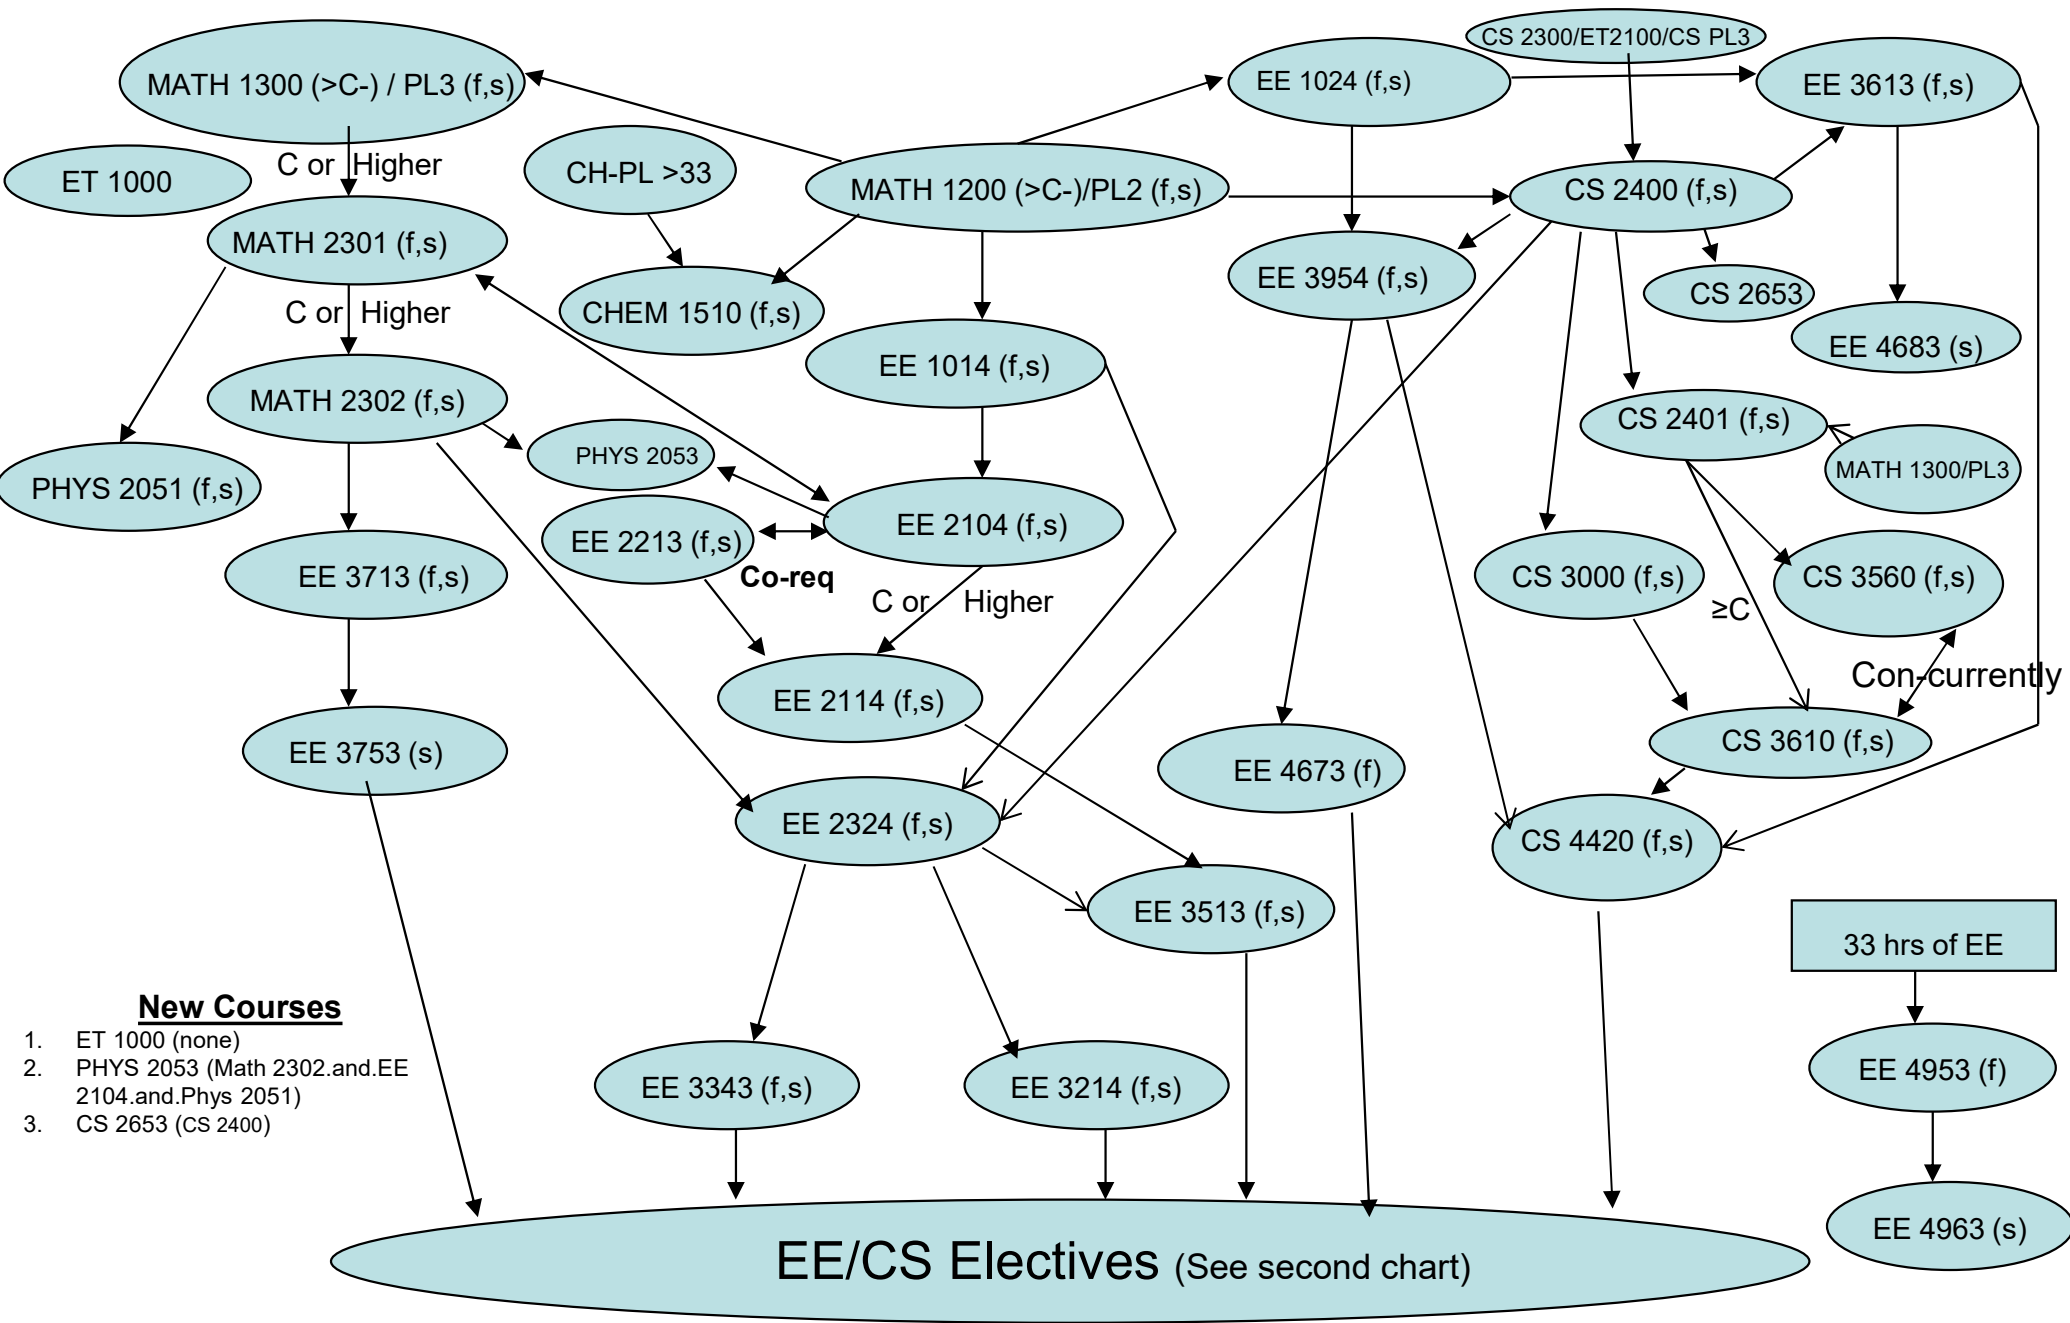 CS 2300/ET2100/CS PL3
MATH 1300 (>C-) / PL3 (f,s)
EE 1024 (f,s)
EE 3613 (f,s)
C or Higher
ET 1000
CH-PL >33
MATH 1200 (>C-)/PL2 (f,s)
CS 2400 (f,s)
MATH 2301 (f,s)
EE 3954 (f,s)
CS 2653
C or Higher
CHEM 1510 (f,s)
EE 4683 (s)
EE 1014 (f,s)
MATH 2302 (f,s)
CS 2401 (f,s)
PHYS 2053
MATH 1300/PL3
PHYS 2051 (f,s)
EE 2104 (f,s)
EE 2213 (f,s)
Co-req
EE 3713 (f,s)
CS 3000 (f,s)
CS 3560 (f,s)
C or Higher
≥C
Con-currently
EE 2114 (f,s)
CS 3610 (f,s)
EE 3753 (s)
EE 4673 (f)
EE 2324 (f,s)
CS 4420 (f,s)
EE 3513 (f,s)
33 hrs of EE
New Courses
1. ET 1000 (none)
2. PHYS 2053 (Math 2302.and.EE
2104.and.Phys 2051)
3. CS 2653 (CS 2400)
EE 3343 (f,s)
EE 3214 (f,s)
EE 4953 (f)
EE 4963 (s)
EE/CS Electives (See second chart)